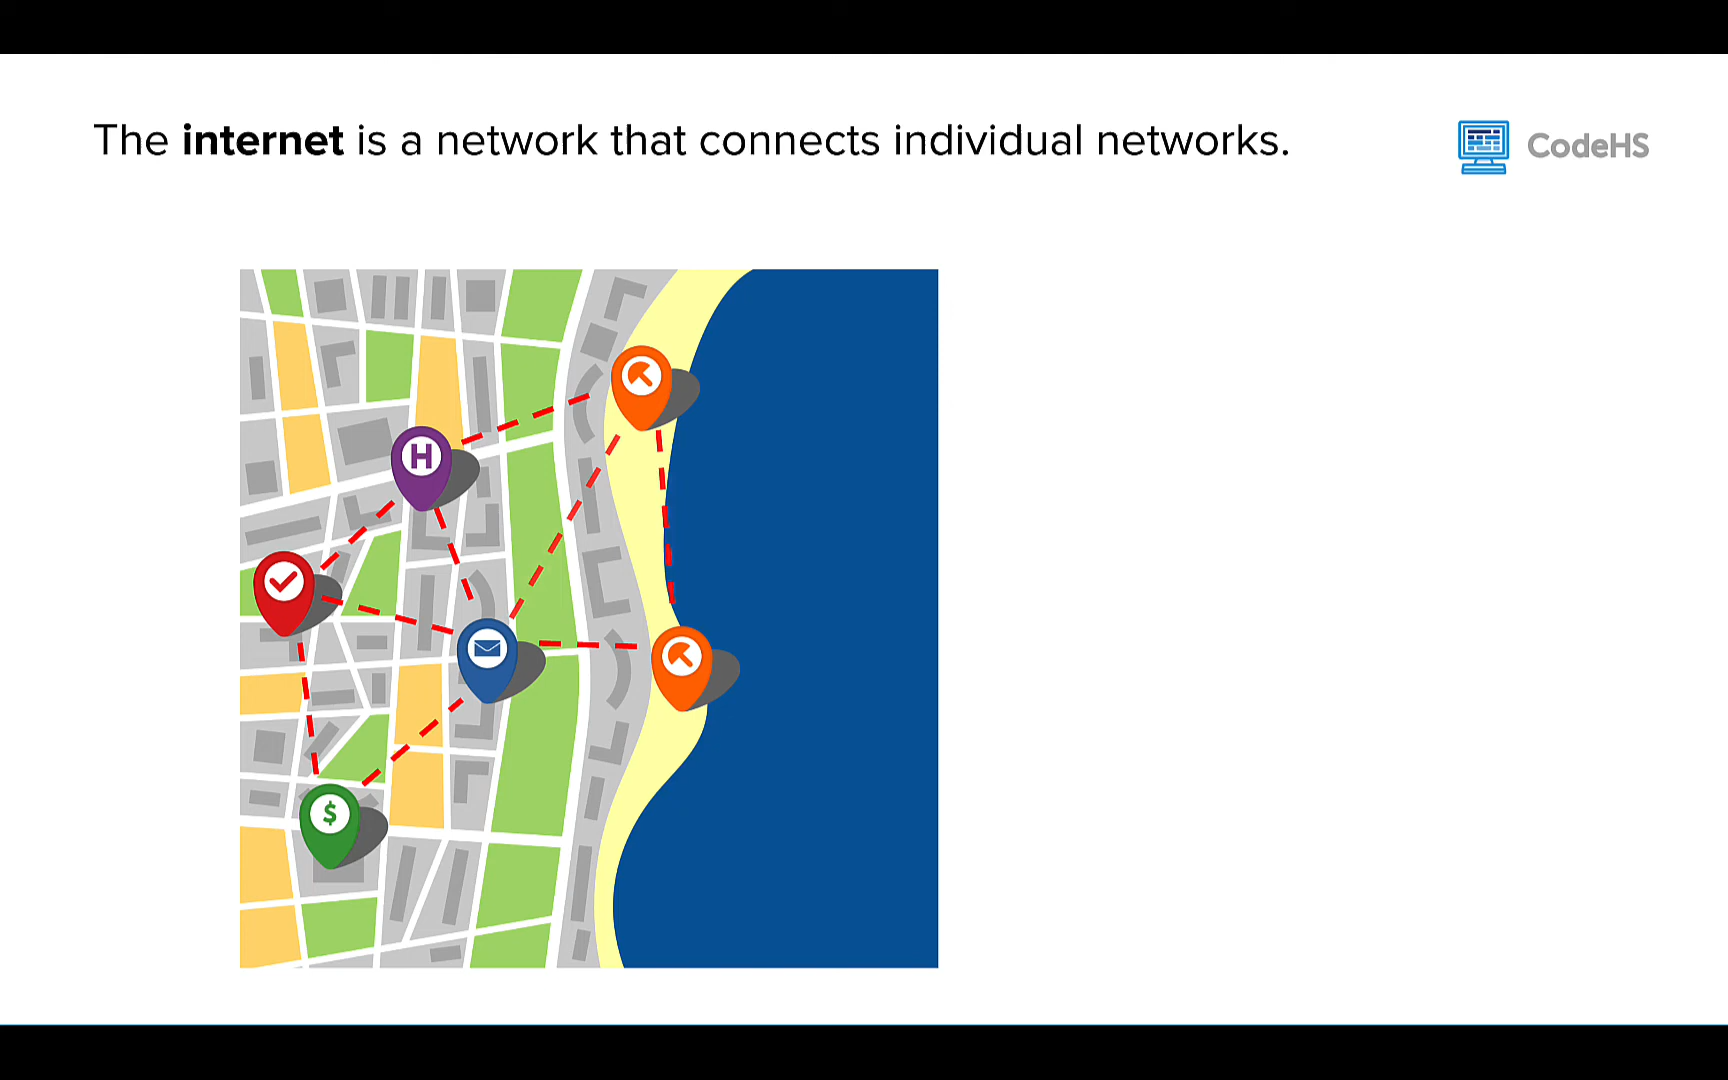 The internet is a network that connects individual networks.
CodeHS
H
$